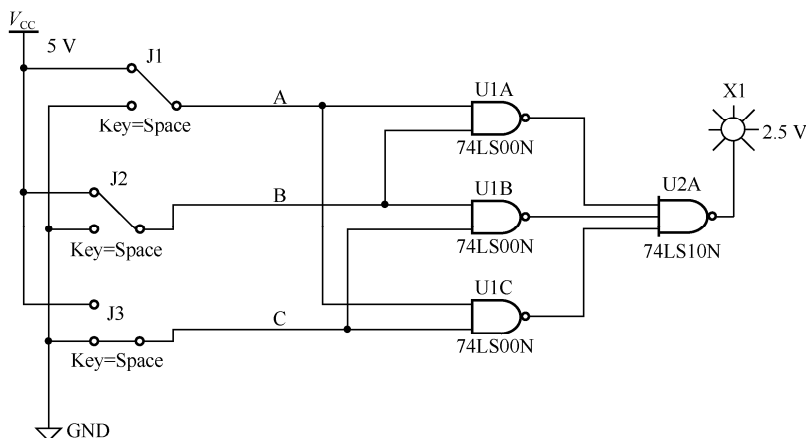 VCC
5 V
J1
A
Key=Space
U1A
74LS00N
X1
2.5 V
J2
B
Key=Space
U1B
74LS00N
U2A
74LS10N
J3
C
Key=Space
U1C
74LS00N
GND